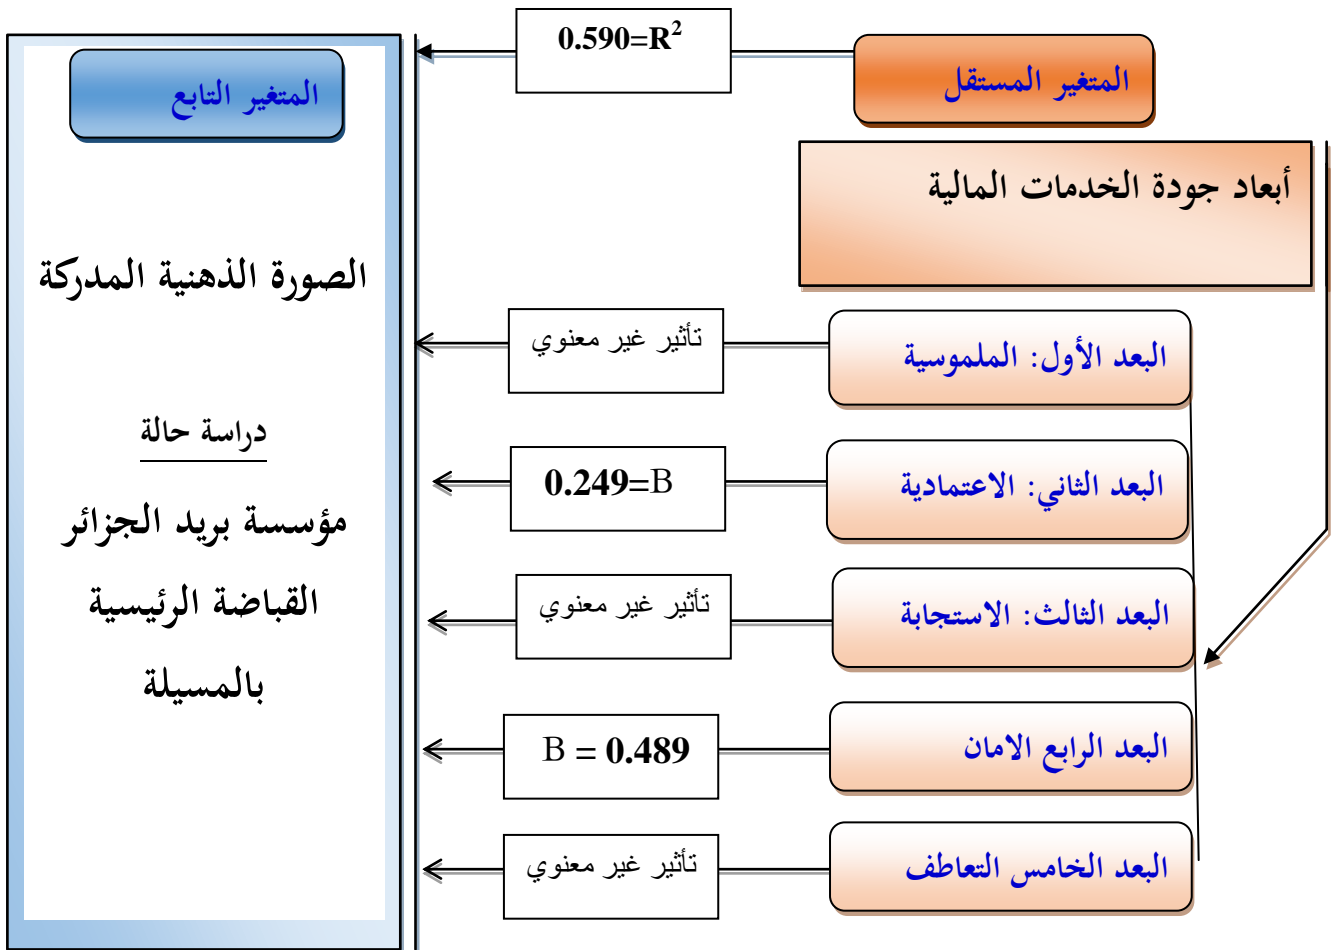 0.590=R²
المتغير المستقل
المتغير التابع
أبعاد جودة الخدمات المالية
الصورة الذهنية المدركة
دراسة حالة
مؤسسة بريد الجزائر
القباضة الرئيسية
بالمسيلة
البعد الأول: الملموسية
تأثير غير معنوي
البعد الثاني: الاعتمادية
0.249=B
البعد الثالث: الاستجابة
تأثير غير معنوي
البعد الرابع الامان
B = 0.489
البعد الخامس التعاطف
تأثير غير معنوي